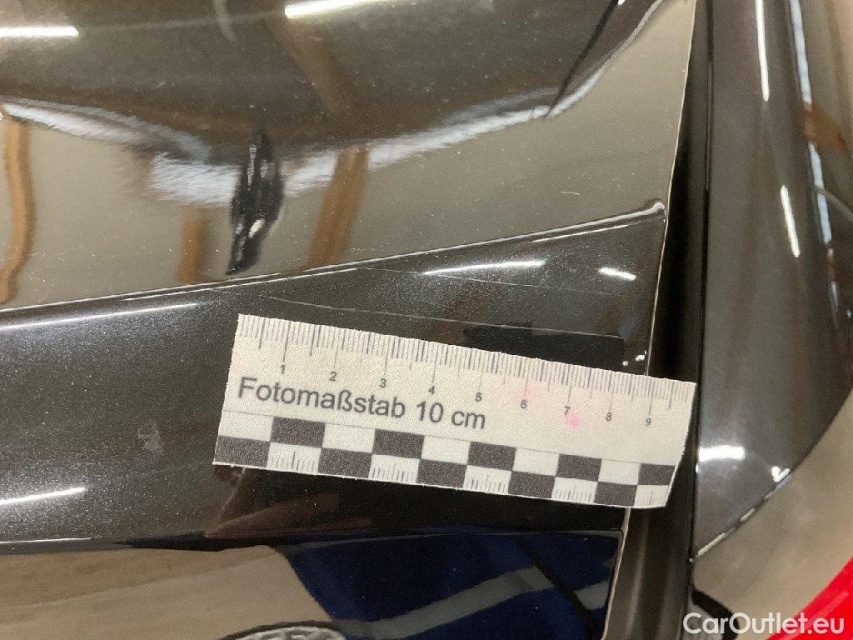 1 2 3 4 5 6 7 8 9
Fotomaßstab 10 cm
CarOutlet.eu